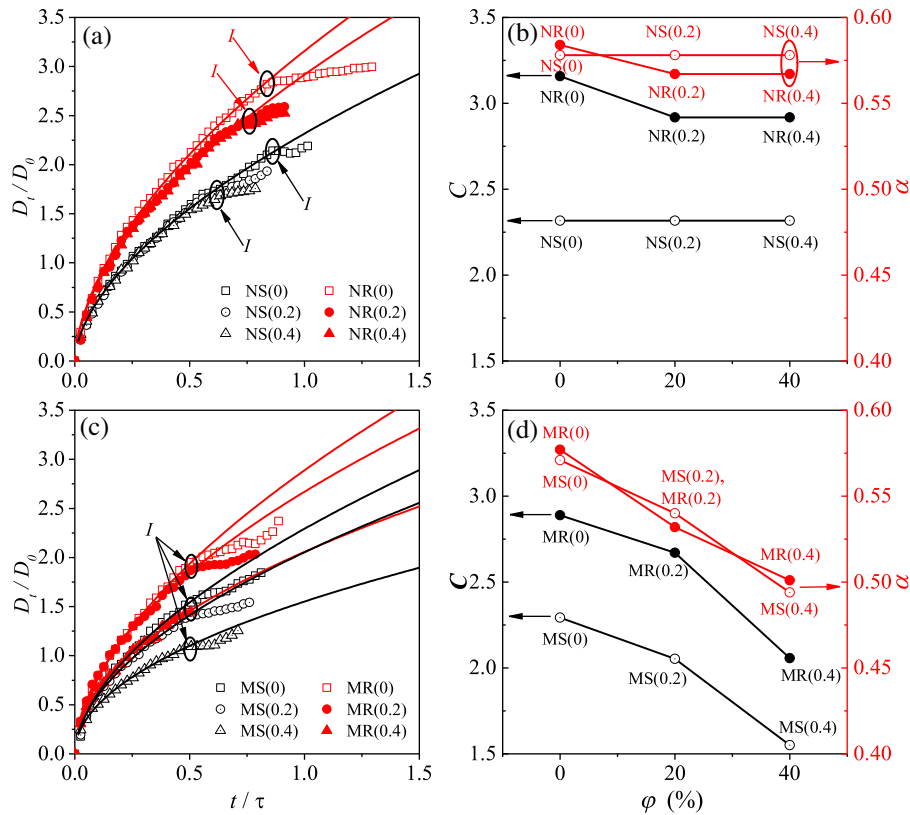 (a)
3.5
3.0
2.5
2.0
1.5
1.0
0.5
0.0
D_t / D_0
I
I
I
I
NS(0) NR(0)
NS(0.2) NR(0.2)
NS(0.4) NR(0.4)
0.0 0.5 1.0 1.5
(b)
3.5
3.0
2.5
2.0
1.5
C
NR(0) NS(0.2) NS(0.4)
NS(0)
NR(0.2) NR(0.4)
NR(0)
NR(0.2) NR(0.4)
NS(0) NS(0.2) NS(0.4)
0.60
0.55
0.50
0.45
0.40
α
0 20 40
(c)
3.5
3.0
2.5
2.0
1.5
1.0
0.5
0.0
D_t / D_0
I
MS(0) MR(0)
MS(0.2) MR(0.2)
MS(0.4) MR(0.4)
0.0 0.5 1.0 1.5
t / τ
(d)
3.5
3.0
2.5
2.0
1.5
C
MR(0)
MS(0)
MS(0.2),
MR(0.2)
MR(0.4)
MS(0.4)
MR(0)
MR(0.2)
MR(0.4)
MS(0)
MS(0.2)
MS(0.4)
0.60
0.55
0.50
0.45
0.40
α
0 20 40
φ (%)